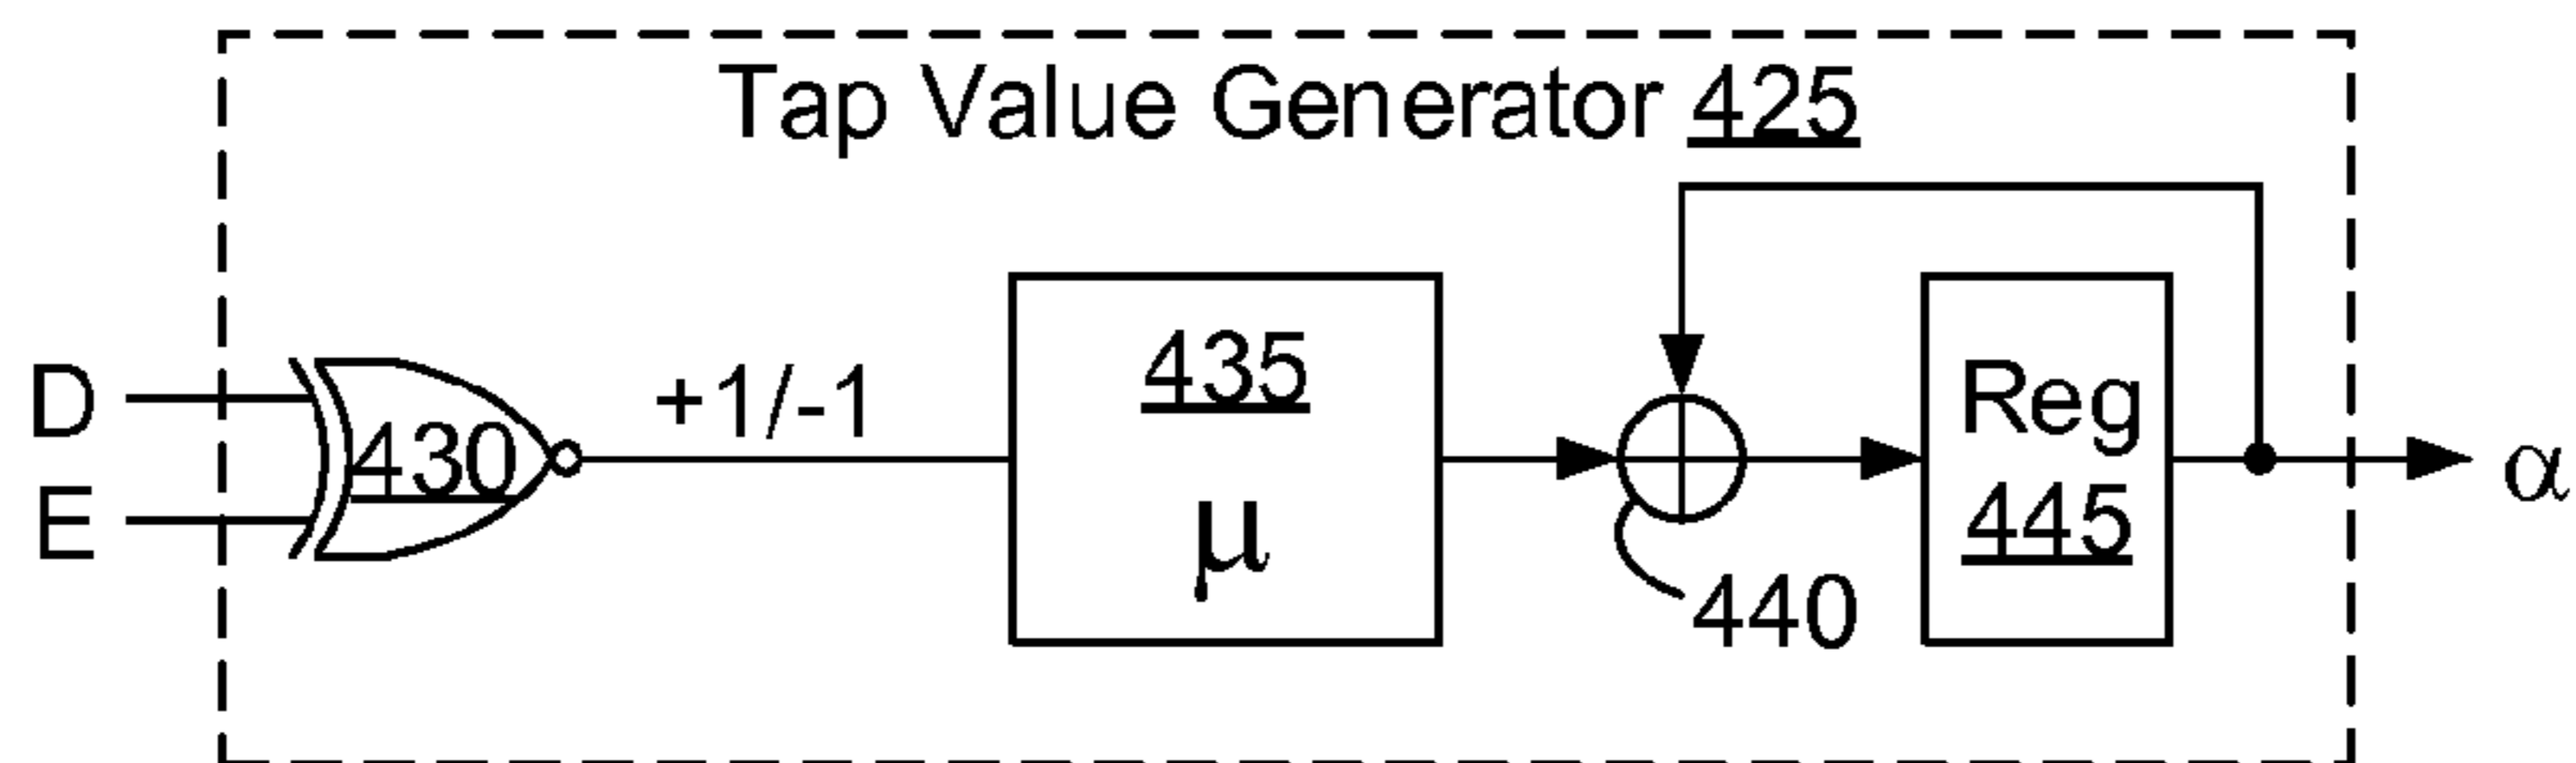 Tap Value Generator 425
D
E
430
+1/-1
435
μ
440
Reg
445
α